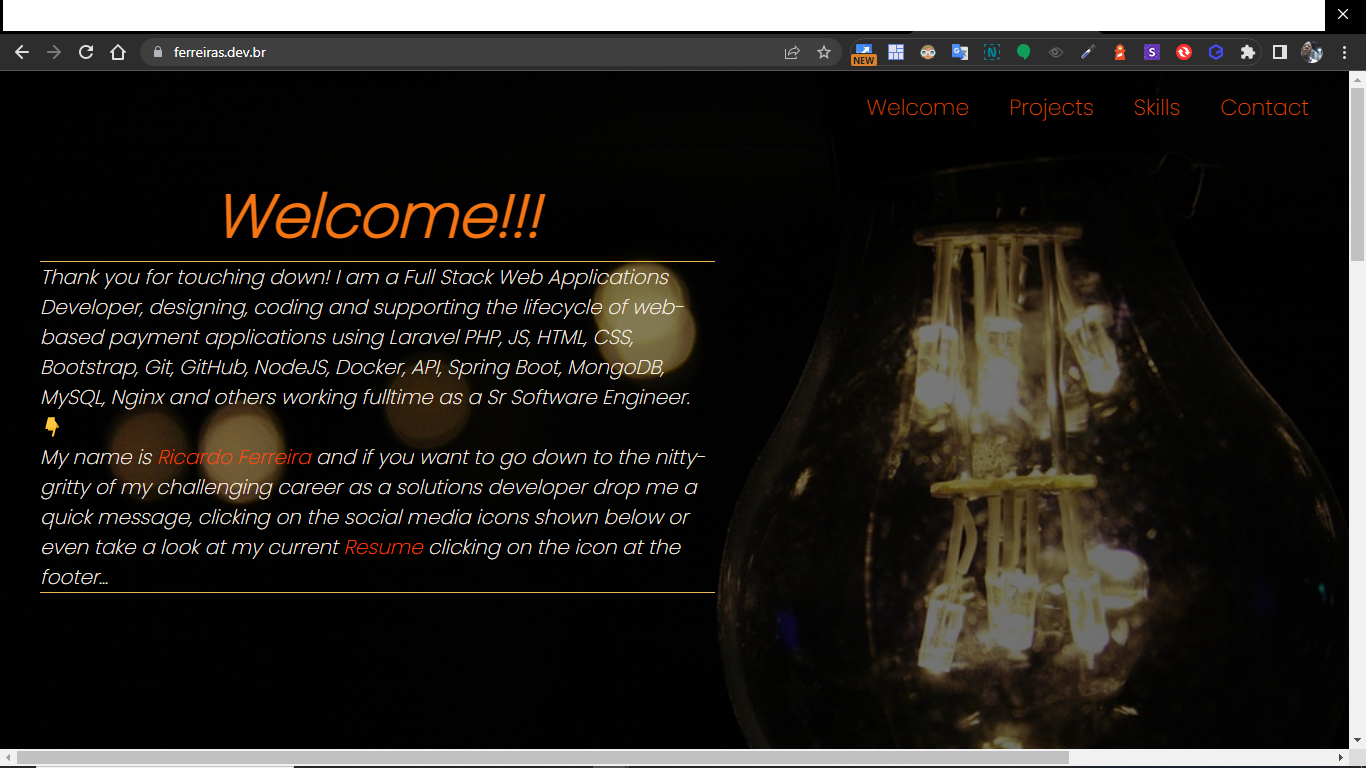 ferreiras.dev.br
NEW
N
S
Welcome Projects Skills Contact
Welcome!!!
Thank you for touching down! I am a Full Stack Web Applications
Developer, designing, coding and supporting the lifecycle of web-
based payment applications using Laravel PHP, JS, HTML, CSS,
Bootstrap, Git, GitHub, NodeJS, Docker, API, Spring Boot, MongoDB,
MySQL, Nginx and others working fulltime as a Sr Software Engineer.
👇
My name is Ricardo Ferreira and if you want to go down to the nitty-
gritty of my challenging career as a solutions developer drop me a
quick message, clicking on the social media icons shown below or
even take a look at my current Resume clicking on the icon at the
footer...